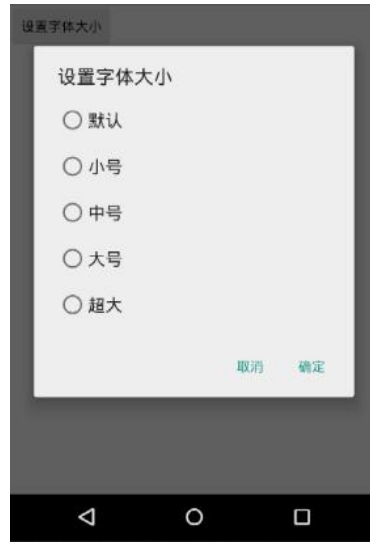 设置字体大小
设置字体大小
默认
小号
中号
大号
超大
取消 确定